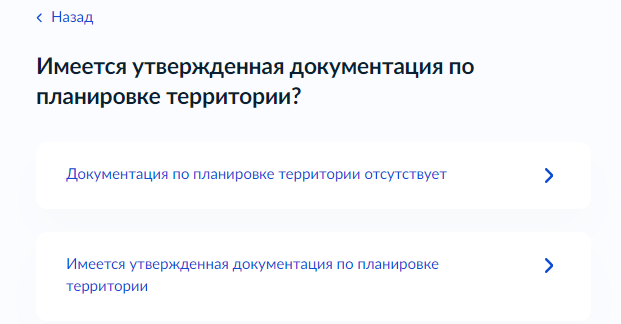 Назад
Имеется утвержденная документация по
планировке территории?
Документация по планировке территории отсутствует
Имеется утвержденная документация по планировке
территории